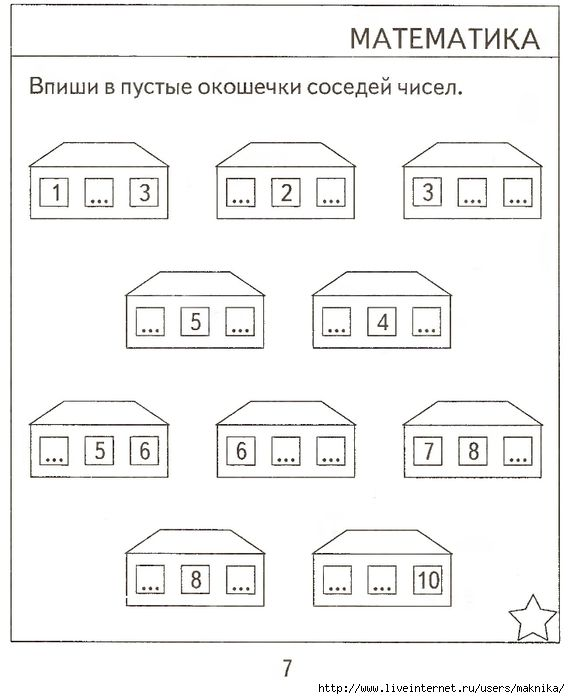 МАТЕМАТИКА
Впиши в пустые окошечки соседей чисел.
1 ... 3 ... 2 ... 3 ... ...
... 5 ... ... 4 ...
... 5 6 6 ... ... 7 8 ...
... 8 ... ... ... 10
7
http://www.liveinternet.ru/users/maknika/